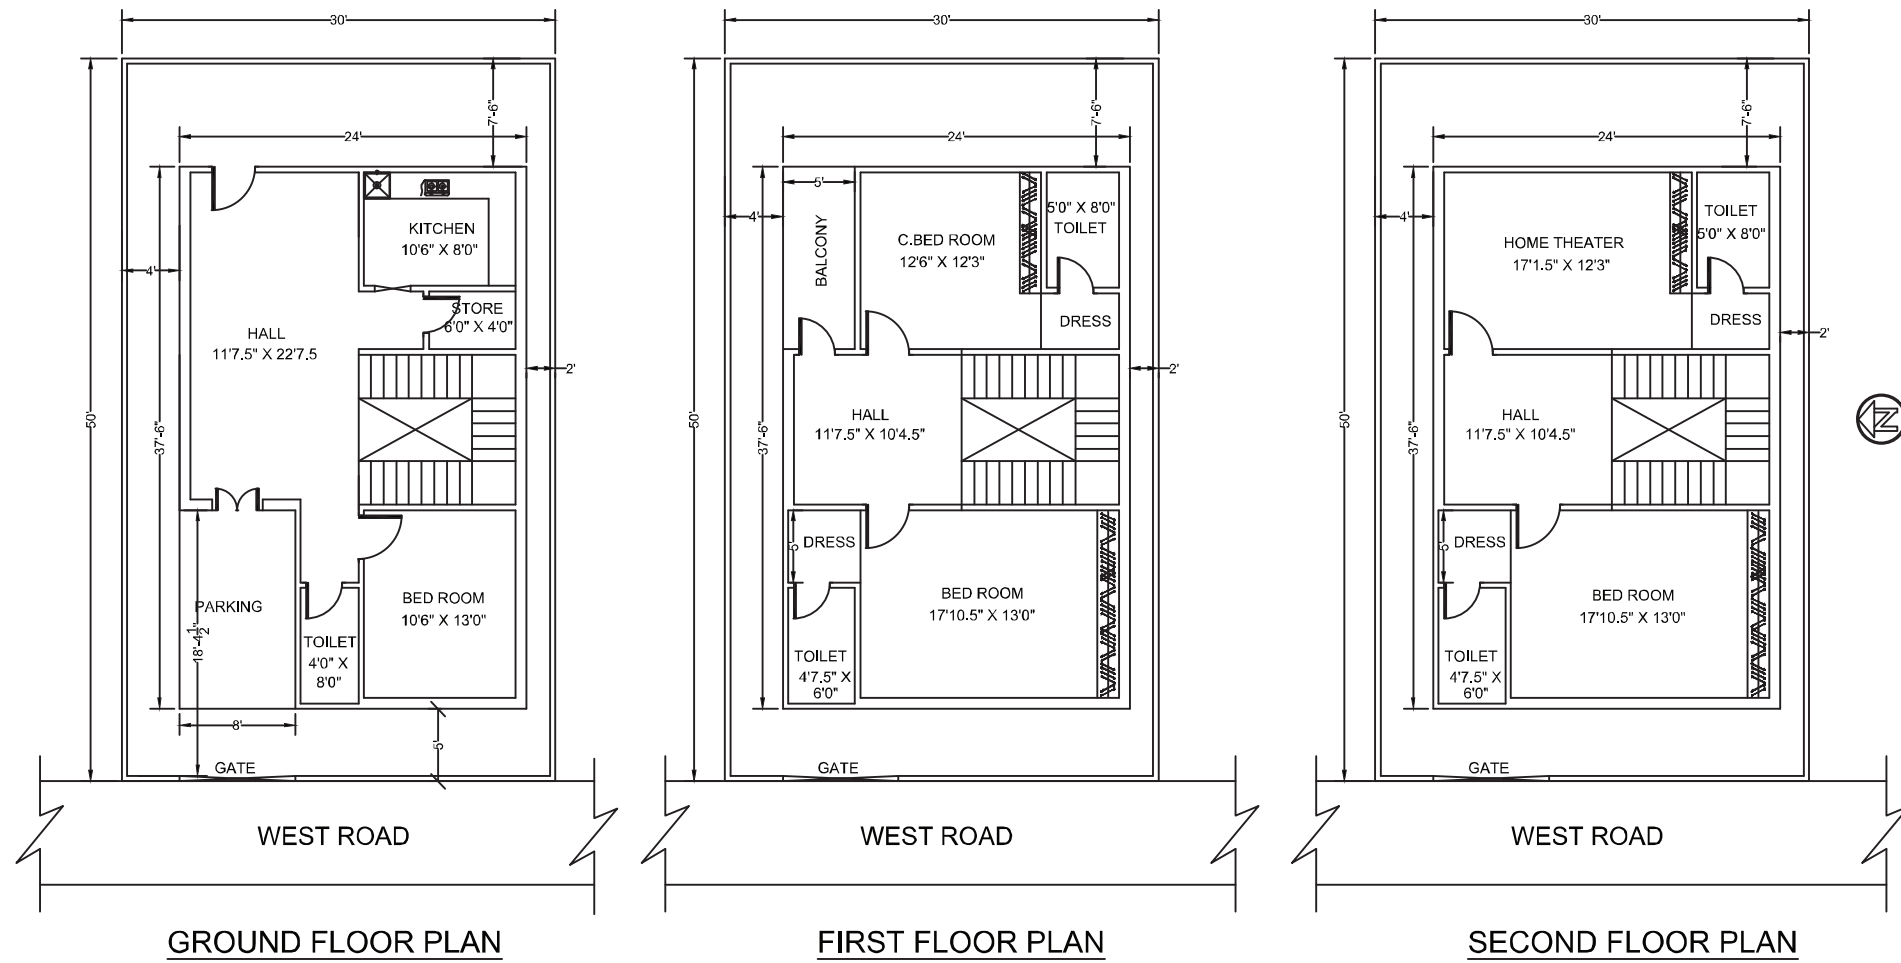 30'
7'-6"
24'
KITCHEN
10'6" X 8'0"
4'
STORE
6'0" X 4'0"
HALL
11'7.5" X 22'7.5
2'
50'
37'-6"
PARKING
18'-4 1/2"
BED ROOM
10'6" X 13'0"
TOILET
4'0" X
8'0"
8'
5'
GATE
WEST ROAD
GROUND FLOOR PLAN
30'
7'-6"
24'
5'
4'
BALCONY
C.BED ROOM
12'6" X 12'3"
5'0" X 8'0"
TOILET
DRESS
2'
50'
37'-6"
HALL
11'7.5" X 10'4.5"
5'
DRESS
BED ROOM
17'10.5" X 13'0"
TOILET
4'7.5" X
6'0"
GATE
WEST ROAD
FIRST FLOOR PLAN
30'
7'-6"
24'
4'
HOME THEATER
17'1.5" X 12'3"
TOILET
5'0" X 8'0"
DRESS
2'
50'
37'-6"
HALL
11'7.5" X 10'4.5"
5'
DRESS
BED ROOM
17'10.5" X 13'0"
TOILET
4'7.5" X
6'0"
GATE
WEST ROAD
SECOND FLOOR PLAN
N